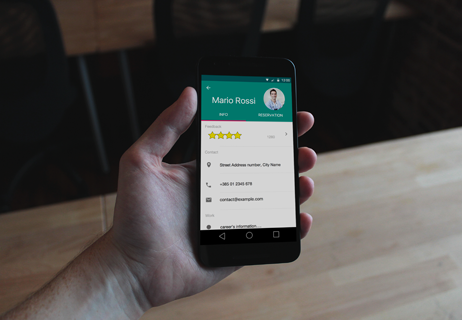 12:00
Mario Rossi
INFO
RESERVATION
Feedback
Contact
Street Address number, City Name
+385 01 2345 678
contact@example.com
Work
career's information....